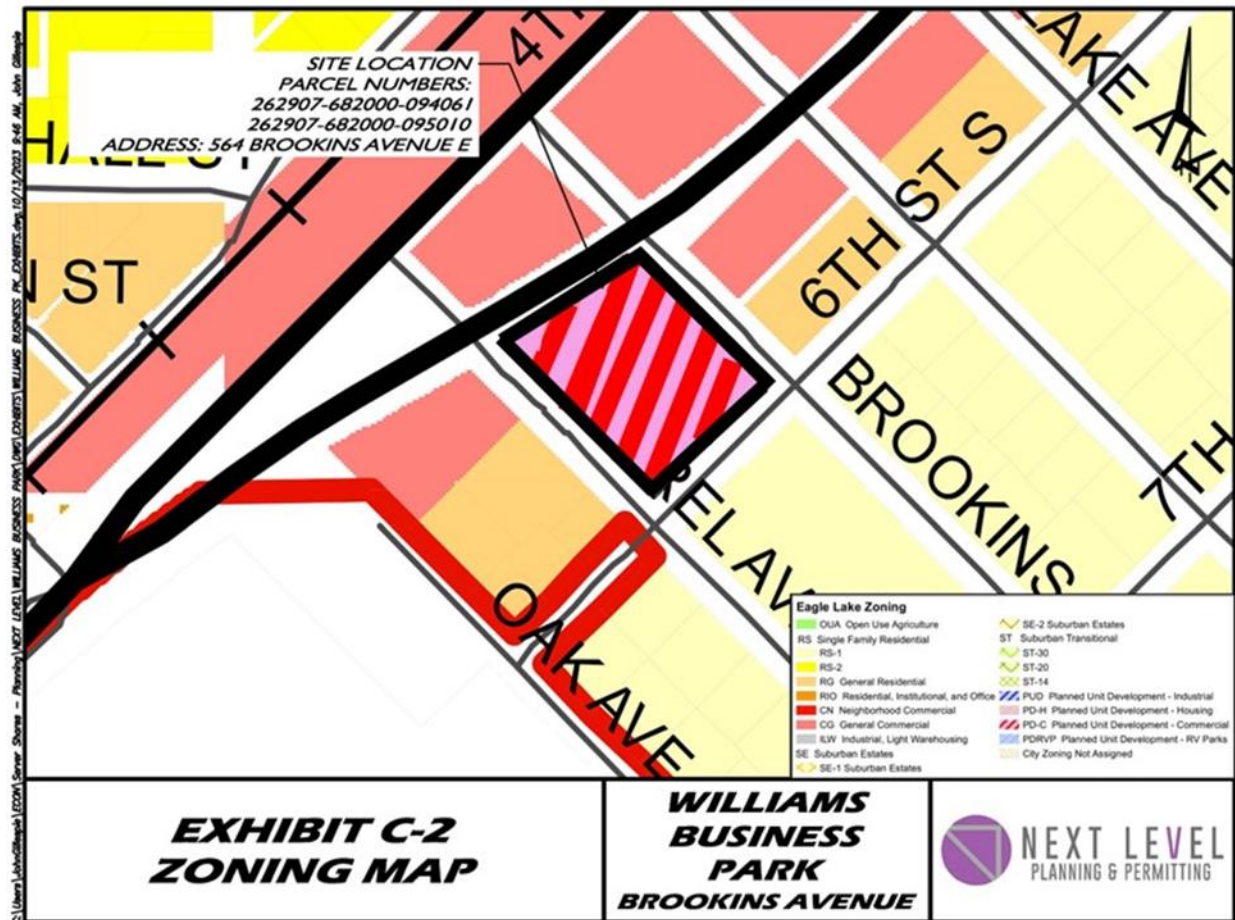 4TH
SITE LOCATION
PARCEL NUMBERS:
262907-682000-094061
262907-682000-095010
ADDRESS: 564 BROOKINS AVENUE E
HALL ST
N ST
LAKE AVE
6TH ST S
BROOKINS
7TH
REL AV
OAK AVE
Eagle Lake Zoning
OUA Open Use Agriculture
RS Single Family Residential
RS-1
RS-2
RG General Residential
RIO Residential, Institutional, and Office
CN Neighborhood Commercial
CG General Commercial
ILW Industrial, Light Warehousing
SE Suburban Estates
SE-1 Suburban Estates
SE-2 Suburban Estates
ST Suburban Transitional
ST-30
ST-20
ST-14
PUD Planned Unit Development - Industrial
PD-H Planned Unit Development - Housing
PD-C Planned Unit Development - Commercial
PDRVP Planned Unit Development - RV Parks
City Zoning Not Assigned
EXHIBIT C-2
ZONING MAP
WILLIAMS
BUSINESS
PARK
BROOKINS AVENUE
NEXT LEVEL
PLANNING & PERMITTING